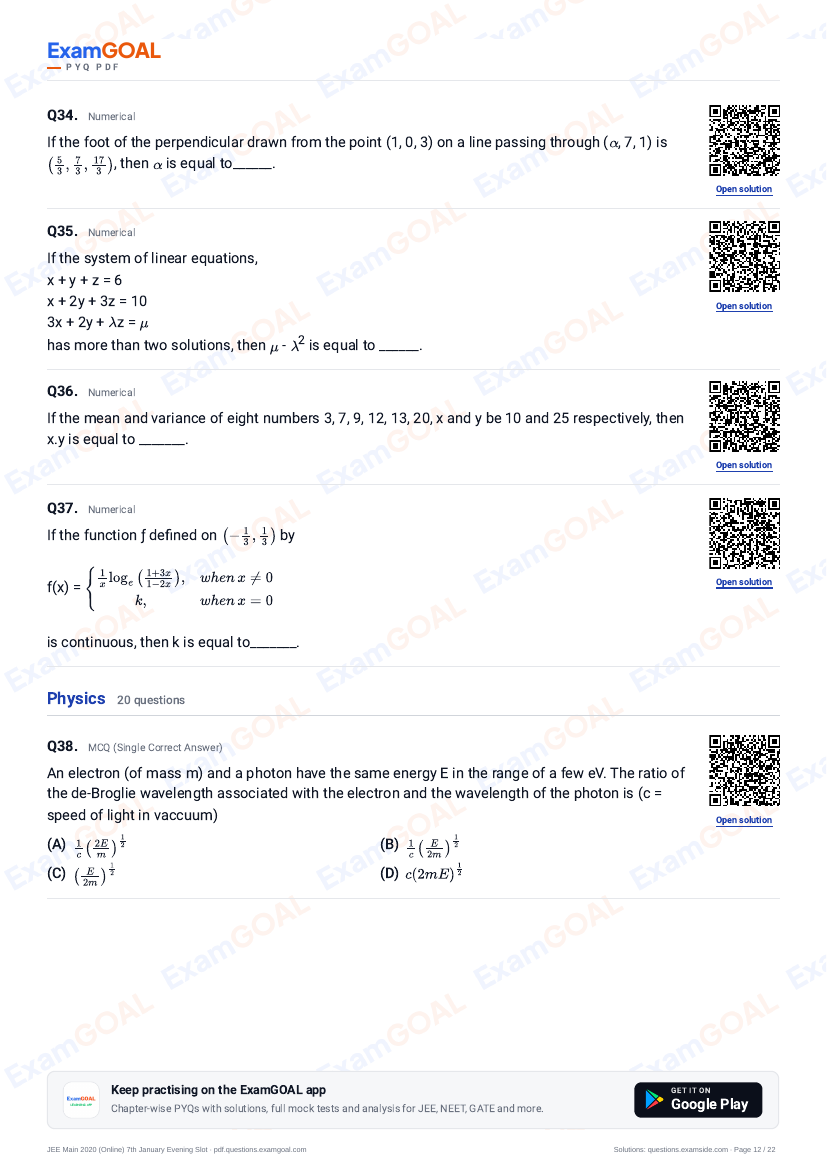 ExamGOAL
PYQ PDF
Q34. Numerical
If the foot of the perpendicular drawn from the point (1, 0, 3) on a line passing through (α, 7, 1) is
(5/3, 7/3, 17/3), then α is equal to______.
Open solution
Q35. Numerical
If the system of linear equations,
x + y + z = 6
x + 2y + 3z = 10
3x + 2y + λz = μ
has more than two solutions, then μ - λ² is equal to ______.
Open solution
Q36. Numerical
If the mean and variance of eight numbers 3, 7, 9, 12, 13, 20, x and y be 10 and 25 respectively, then
x.y is equal to _______.
Open solution
Q37. Numerical
If the function ƒ defined on (−1/3, 1/3) by
f(x) = { 1/x logₑ((1+3x)/(1−2x)), when x ≠ 0
k, when x = 0
is continuous, then k is equal to_______.
Open solution
Physics 20 questions
Q38. MCQ (Single Correct Answer)
An electron (of mass m) and a photon have the same energy E in the range of a few eV. The ratio of
the de-Broglie wavelength associated with the electron and the wavelength of the photon is (c =
speed of light in vaccuum)
(A) 1/c (2E/m)^(1/2) (B) 1/c (E/2m)^(1/2)
(C) (E/2m)^(1/2) (D) c(2mE)^(1/2)
Open solution
Keep practising on the ExamGOAL app
Chapter-wise PYQs with solutions, full mock tests and analysis for JEE, NEET, GATE and more.
GET IT ON
Google Play
JEE Main 2020 (Online) 7th January Evening Slot · pdf.questions.examgoal.com
Solutions: questions.examside.com · Page 12 / 22